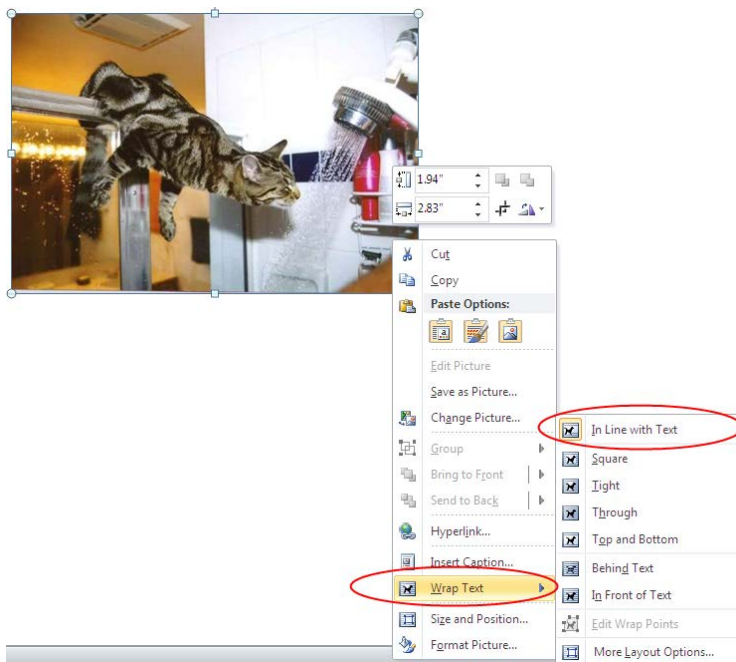 1.94"
2.83"
Cut
Copy
Paste Options:
Edit Picture
Save as Picture...
Change Picture...
Group
Bring to Front
Send to Back
Hyperlink...
Insert Caption...
Wrap Text
Size and Position...
Format Picture...
In Line with Text
Square
Tight
Through
Top and Bottom
Behind Text
In Front of Text
Edit Wrap Points
More Layout Options...